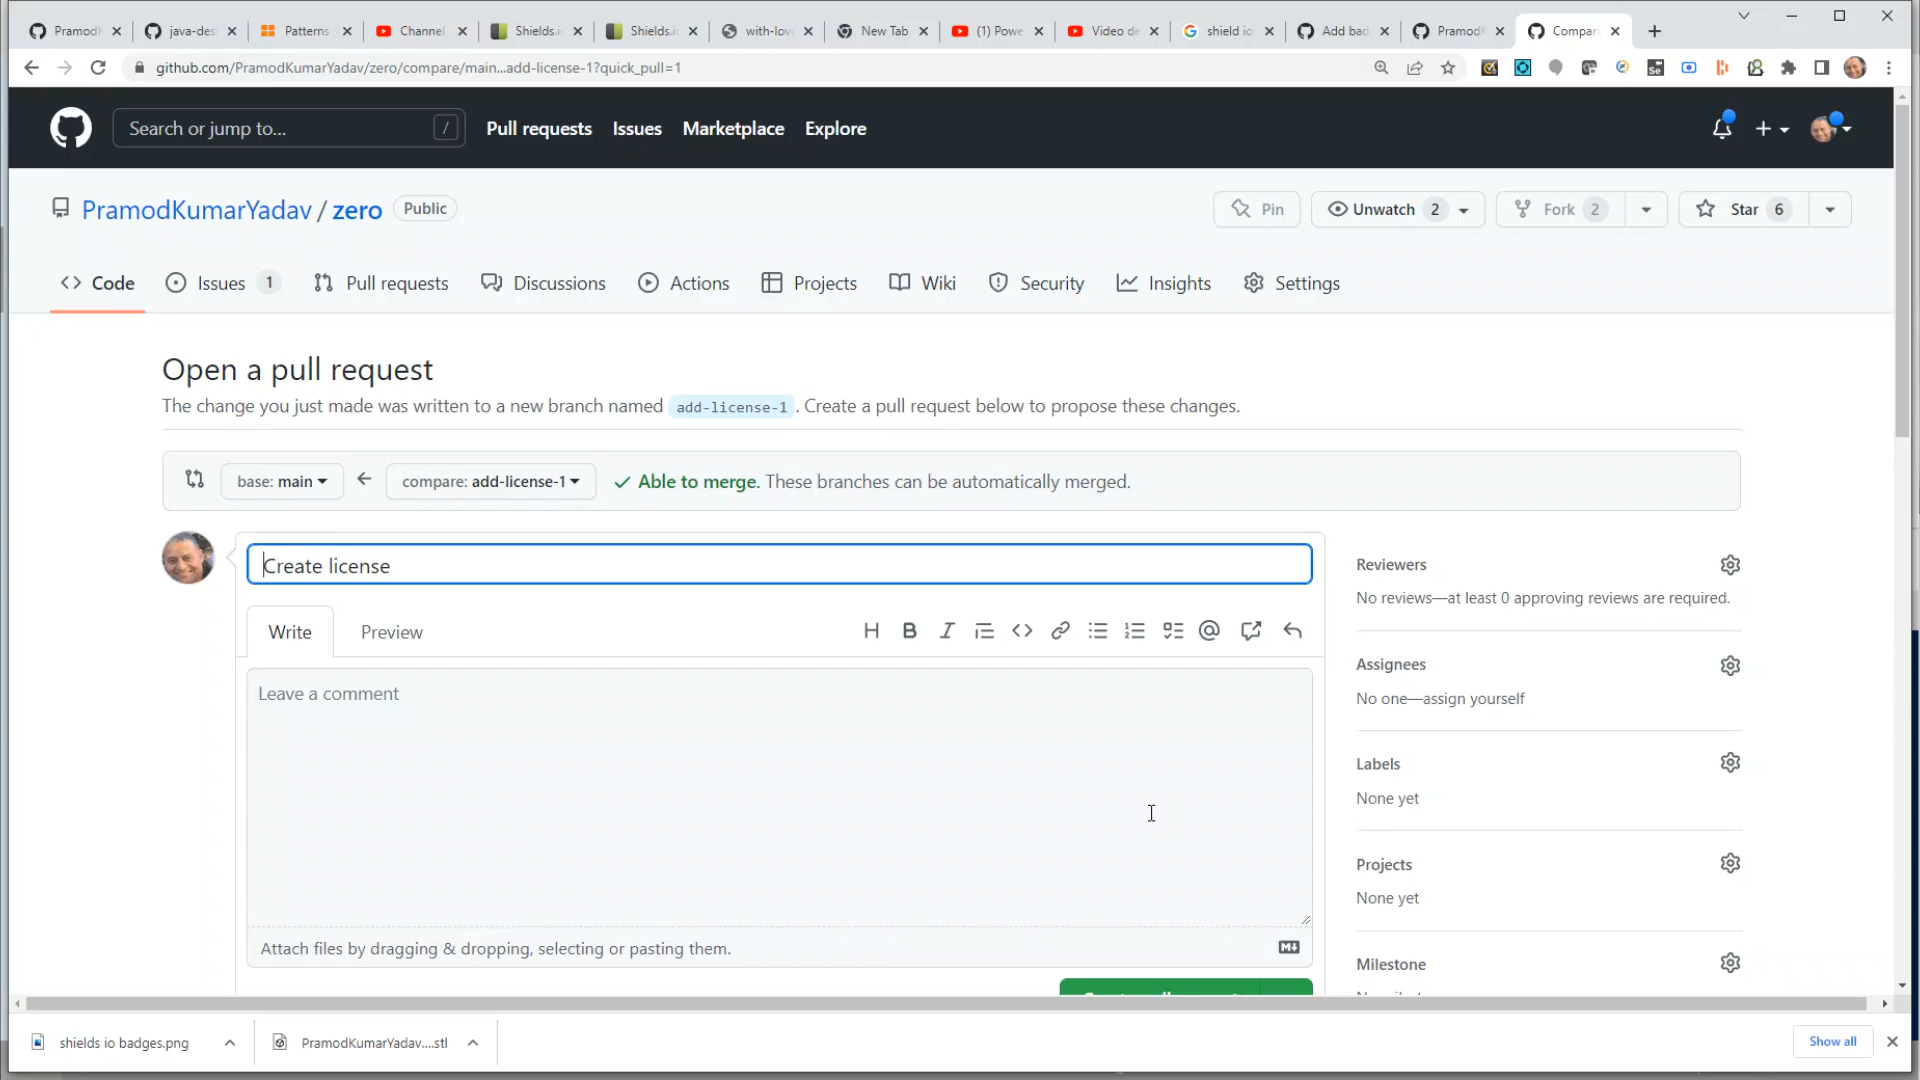 Pramodk
java-des
Patterns
Channel
Shields.i
Shields.i
with-lov
New Tab
(1) Powe
Video de
shield io
Add bad
Pramodk
Compar
github.com/PramodKumarYadav/zero/compare/main...add-license-1?quick_pull=1
Search or jump to... /
Pull requests
Issues
Marketplace
Explore
PramodKumarYadav / zero Public
Pin
Unwatch 2
Fork 2
Star 6
Code
Issues 1
Pull requests
Discussions
Actions
Projects
Wiki
Security
Insights
Settings
Open a pull request
The change you just made was written to a new branch named add-license-1 . Create a pull request below to propose these changes.
base: main
compare: add-license-1
Able to merge. These branches can be automatically merged.
Create license
Write
Preview
Leave a comment
Attach files by dragging & dropping, selecting or pasting them.
Reviewers
No reviews—at least 0 approving reviews are required.
Assignees
No one—assign yourself
Labels
None yet
Projects
None yet
Milestone
shields io badges.png
PramodKumarYadav....stl
Show all